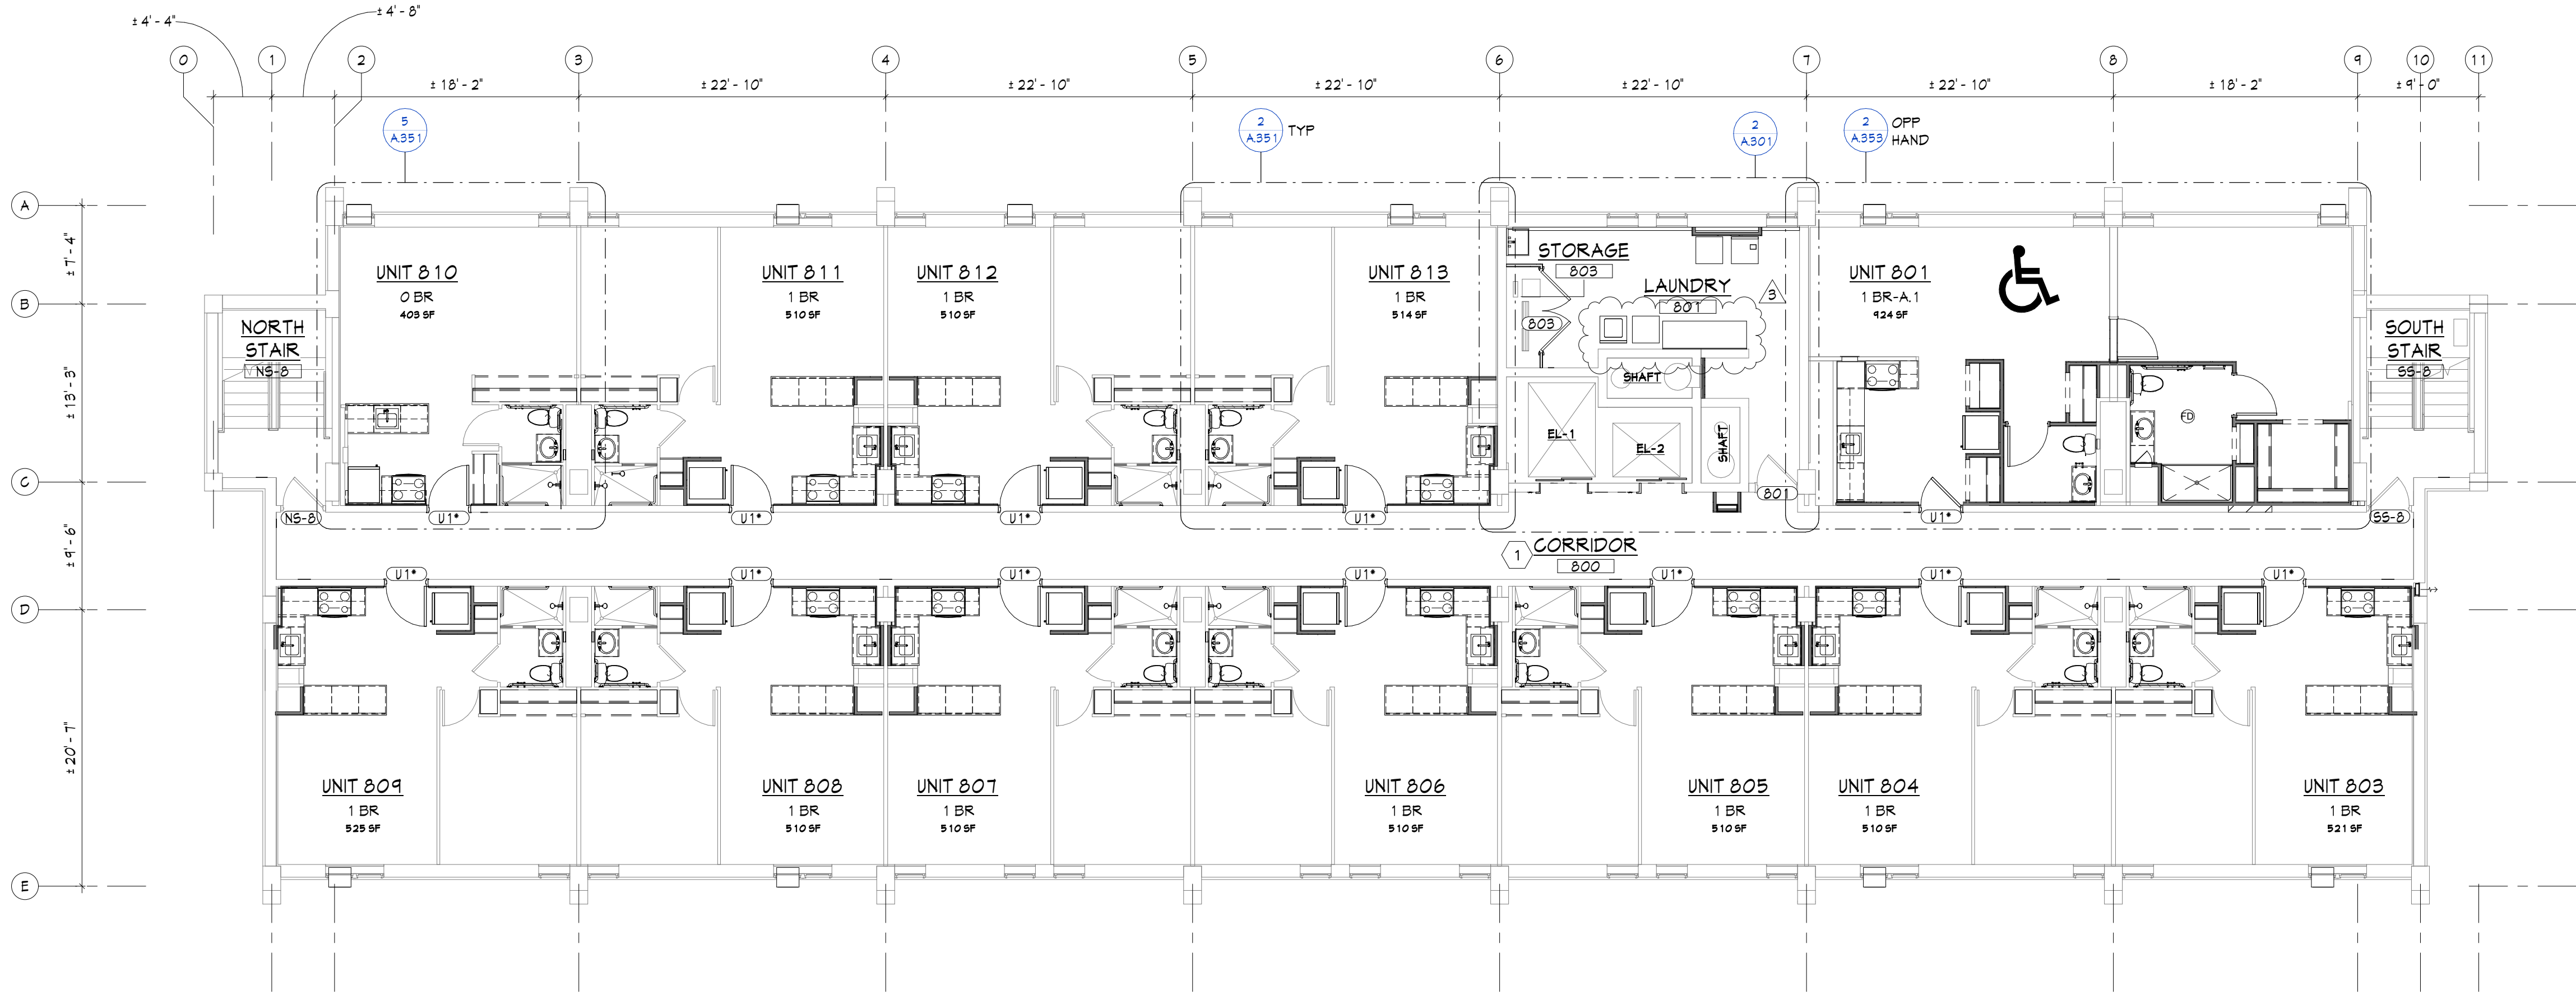 ± 4' - 4"
± 4' - 8"
0
1
2
3
4
5
6
7
8
9
10
11
± 18' - 2"
± 22' - 10"
± 22' - 10"
± 22' - 10"
± 22' - 10"
± 22' - 10"
± 18' - 2"
± 9' - 0"
5
A.351
2
A.351
TYP
2
A.301
2
A.353
OPP
HAND
A
B
C
D
E
± 7' - 4"
± 13' - 3"
± 9' - 6"
± 20' - 7"
NORTH
STAIR
NS-8
UNIT 810
0 BR
403 SF
UNIT 811
1 BR
510 SF
UNIT 812
1 BR
510 SF
UNIT 813
1 BR
514 SF
STORAGE
803
803
LAUNDRY
801
3
SHAFT
SHAFT
EL-1
EL-2
UNIT 801
1 BR-A.1
924 SF
FD
SOUTH
STAIR
SS-8
NS-8
U1*
U1*
U1*
U1*
801
U1*
SS-8
1
CORRIDOR
800
U1*
U1*
U1*
U1*
U1*
U1*
U1*
UNIT 809
1 BR
525 SF
UNIT 808
1 BR
510 SF
UNIT 807
1 BR
510 SF
UNIT 806
1 BR
510 SF
UNIT 805
1 BR
510 SF
UNIT 804
1 BR
510 SF
UNIT 803
1 BR
521 SF